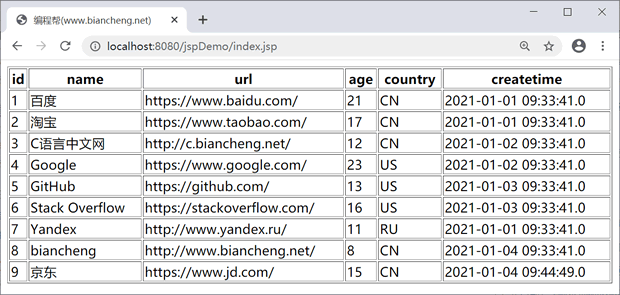 编程帮(www.biancheng.net)
localhost:8080/jspDemo/index.jsp
id name url age country createtime
1 百度 https://www.baidu.com/ 21 CN 2021-01-01 09:33:41.0
2 淘宝 https://www.taobao.com/ 17 CN 2021-01-01 09:33:41.0
3 C语言中文网 http://c.biancheng.net/ 12 CN 2021-01-02 09:33:41.0
4 Google https://www.google.com/ 23 US 2021-01-02 09:33:41.0
5 GitHub https://github.com/ 13 US 2021-01-03 09:33:41.0
6 Stack Overflow https://stackoverflow.com/ 16 US 2021-01-03 09:33:41.0
7 Yandex http://www.yandex.ru/ 11 RU 2021-01-01 09:33:41.0
8 biancheng http://www.biancheng.net/ 8 CN 2021-01-04 09:33:41.0
9 京东 https://www.jd.com/ 15 CN 2021-01-04 09:44:49.0